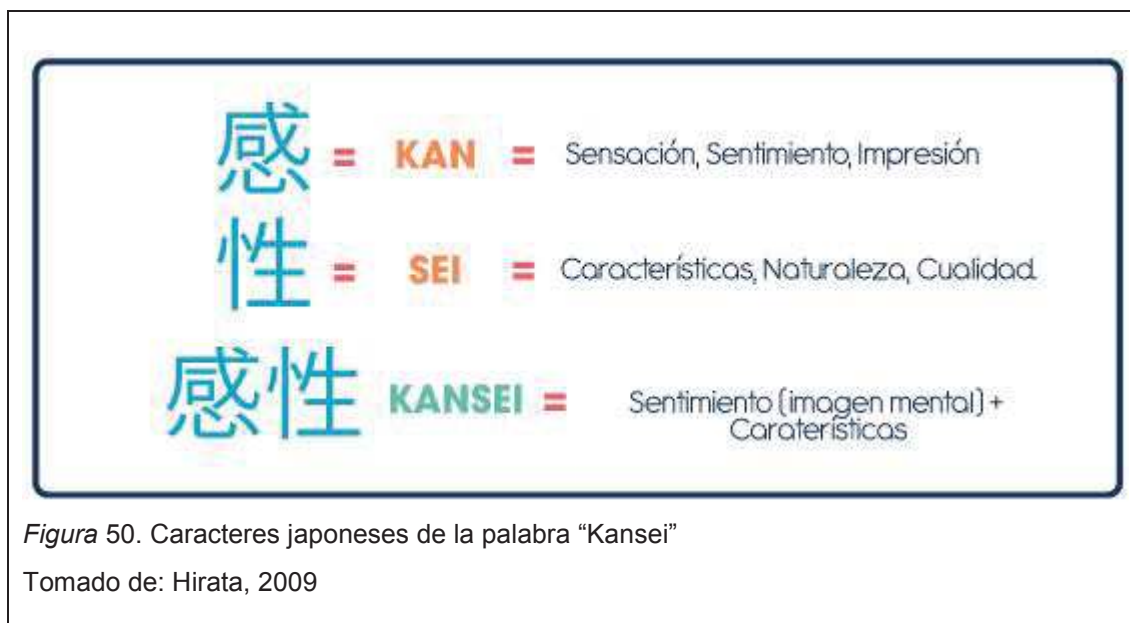 感 = KAN = Sensación, Sentimiento, Impresión
性 = SEI = Características, Naturaleza, Cualidad.
感性 KANSEI = Sentimiento (imagen mental) +
Caraterísticas
Figura 50. Caracteres japoneses de la palabra “Kansei”
Tomado de: Hirata, 2009